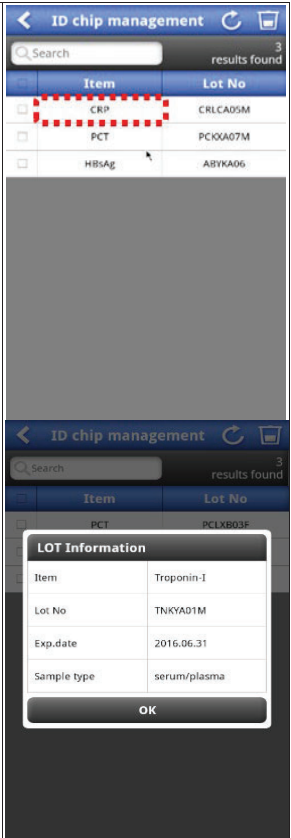 ID chip management
Search
3
results found
Item Lot No
CRP CRLCA05M
PCT PCKXA07M
HBsAg ABYKA06
ID chip management
Search
3
results found
Item Lot No
PCT PCLXB03F
LOT Information
Item Troponin-I
Lot No TNKYA01M
Exp.date 2016.06.31
Sample type serum/plasma
OK